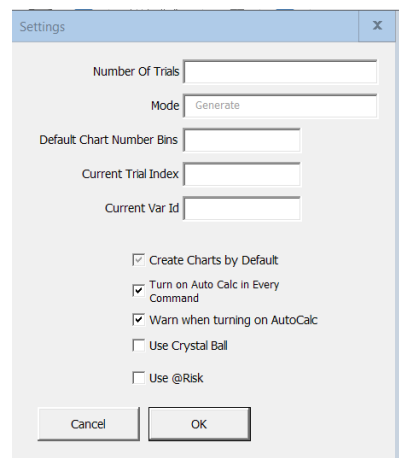 Settings
x
Number Of Trials
Mode Generate
Default Chart Number Bins
Current Trial Index
Current Var Id
Create Charts by Default
Turn on Auto Calc in Every
Command
Warn when turning on AutoCalc
Use Crystal Ball
Use @Risk
Cancel OK